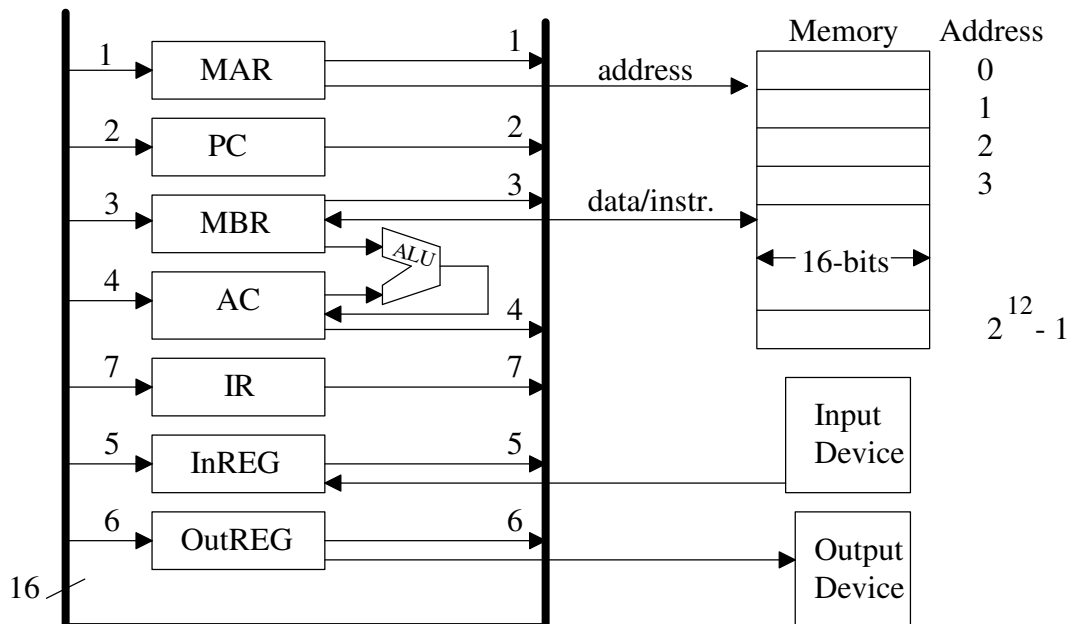 Memory Address
1 MAR 1
address
0
1
2 PC 2
2
3 MBR 3
3
data/instr.
ALU
16-bits
4 AC 4
2^12 - 1
7 IR 7
Input
Device
5 InREG 5
6 OutREG 6
Output
Device
16